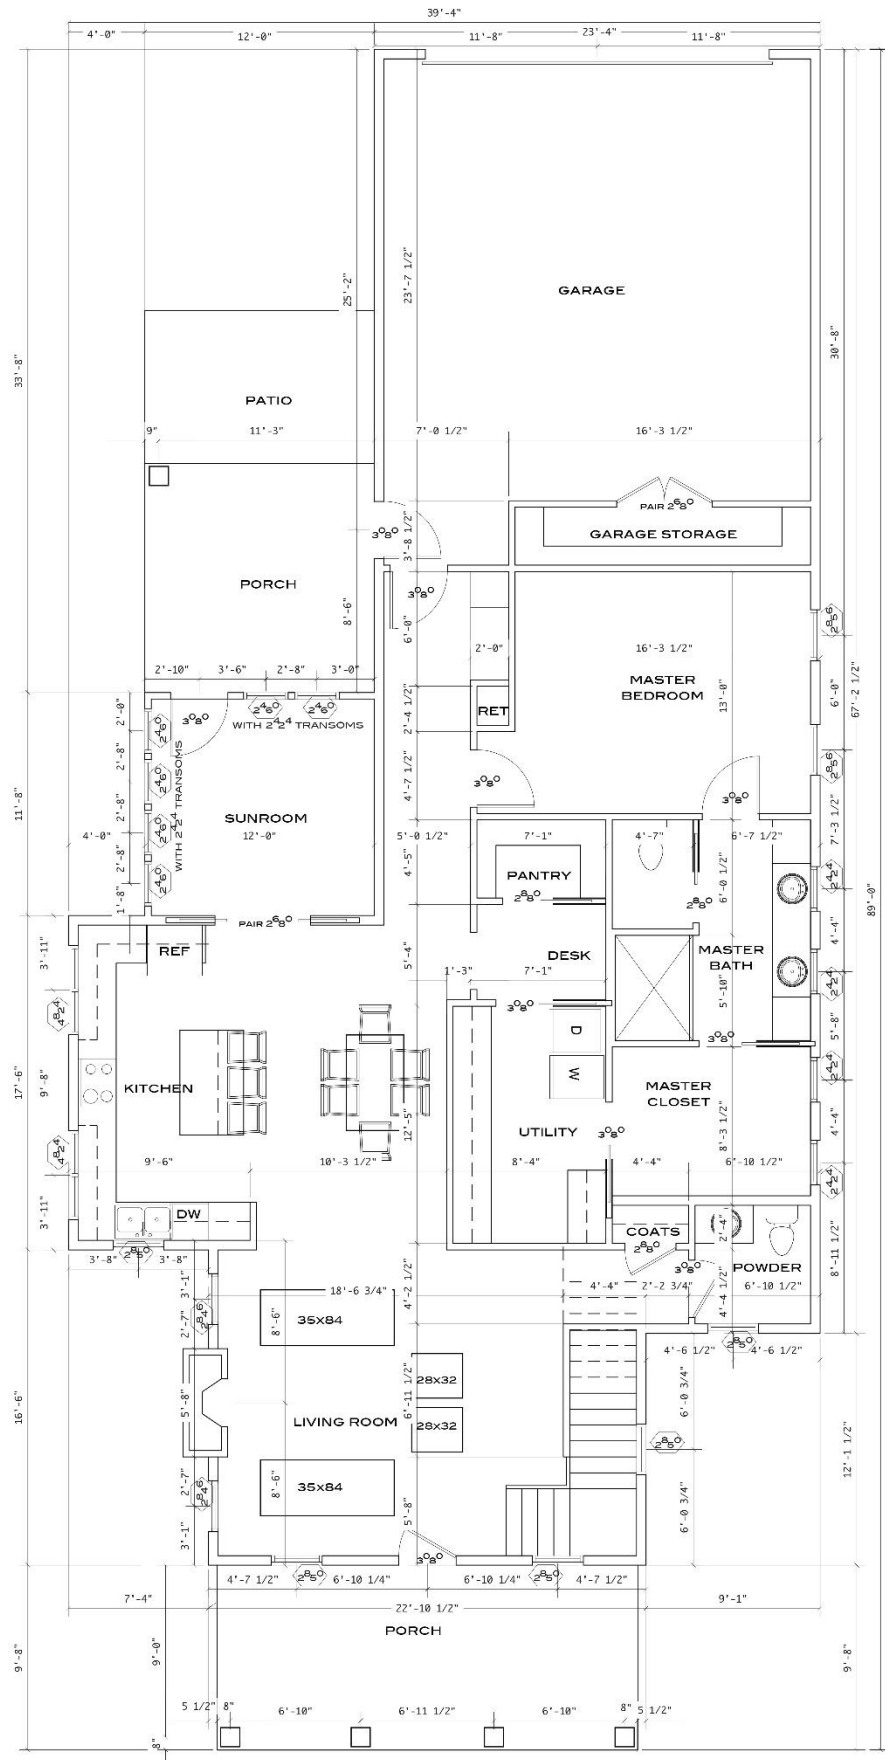 39'-4"
4'-0" 12'-0" 11'-8" 23'-4" 11'-8"
33'-8"
25'-2"
23'-7 1/2"
30'-8"
GARAGE
PATIO
9" 11'-3" 7'-0 1/2" 16'-3 1/2"
PAIR 2⁶8⁰
GARAGE STORAGE
3⁰8⁰
3'-8 1/2"
PORCH
3⁰8⁰
8'-6"
6'-0"
2'-0" 16'-3 1/2"
MASTER
BEDROOM
13'-0"
6'-0"
67'-2 1/2"
2'-10" 3'-6" 2'-8" 3'-0"
RET
2'-4 1/2"
3⁰8⁰
2⁴6⁰ 2⁴6⁰
WITH 2⁴2⁴ TRANSOMS
2'-0"
2⁴6⁰
2'-8"
2⁴6⁰
2'-8"
2⁴6⁰
2'-8"
2⁴6⁰
1'-8"
WITH 2⁴2⁴ TRANSOMS
11'-8"
4'-7 1/2"
3⁰8⁰
3⁰8⁰
SUNROOM
4'-0" 12'-0" 5'-0 1/2" 7'-1" 4'-7" 6'-7 1/2"
7'-3 1/2"
4'-5"
PANTRY
2⁸8⁰
6'-0 1/2"
2⁸8⁰
89'-0"
PAIR 2⁶8⁰
REF
3'-11"
5'-4"
DESK
MASTER
BATH
4'-4"
1'-3" 7'-1"
5'-10"
3⁰8⁰
3⁰8⁰
D
W
5'-8"
KITCHEN
17'-6"
9'-8"
12'-5"
UTILITY
3⁰8⁰
MASTER
CLOSET
8'-3 1/2"
4'-4"
9'-6" 10'-3 1/2" 8'-4" 4'-4" 6'-10 1/2"
3'-11"
DW
COATS
2⁸8⁰
2'-4"
3'-8" 2⁸5⁰ 3'-8"
3⁰8⁰
POWDER
8'-11 1/2"
4'-4 1/2"
4'-4" 2'-2 3/4" 6'-10 1/2"
3'-1"
18'-6 3/4"
4'-2 1/2"
2'-7"
8'-6"
35x84
4'-6 1/2" 2⁸5⁰ 4'-6 1/2"
28x32
6'-11 1/2"
28x32
16'-6"
5'-8"
LIVING ROOM
6'-0 3/4"
2⁸5⁰
12'-1 1/2"
2'-7"
8'-6"
35x84
5'-8"
6'-0 3/4"
3'-1"
3⁰8⁰
2⁸5⁰ 2⁸5⁰
4'-7 1/2" 6'-10 1/4" 6'-10 1/4" 4'-7 1/2"
7'-4" 22'-10 1/2" 9'-1"
PORCH
9'-8"
9'-0"
9'-8"
5 1/2" 8" 6'-10" 6'-11 1/2" 6'-10" 8" 5 1/2"
8"